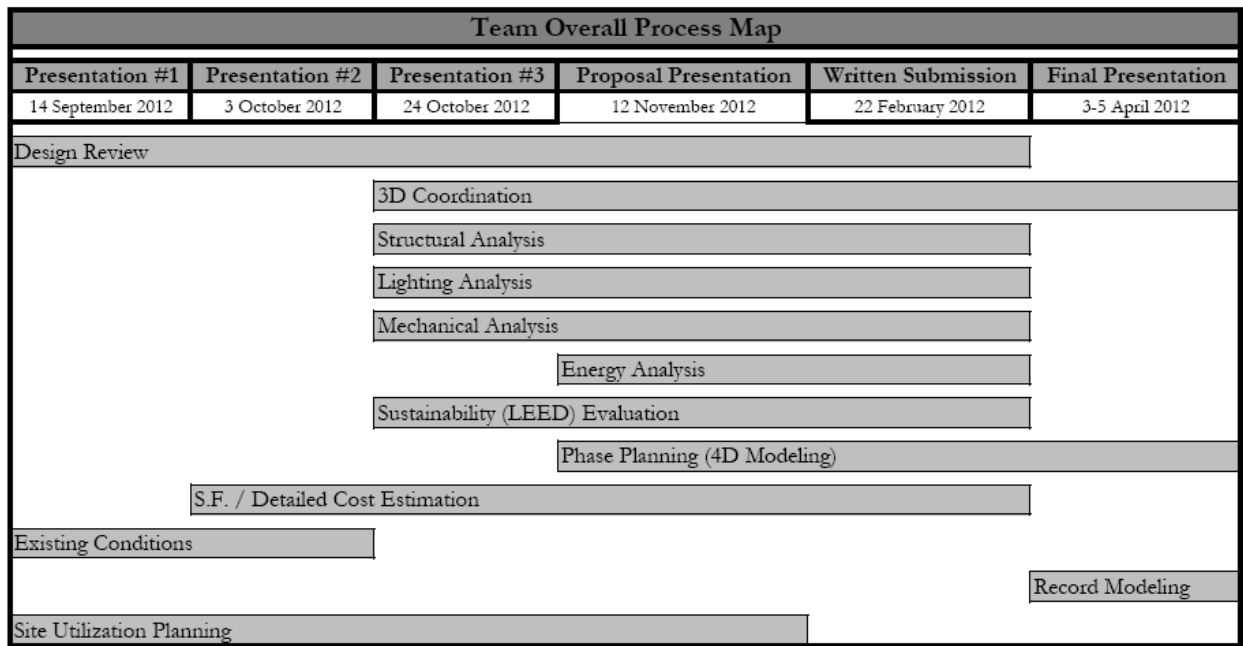 Team Overall Process Map
Presentation #1 Presentation #2 Presentation #3 Proposal Presentation Written Submission Final Presentation
14 September 2012 3 October 2012 24 October 2012 12 November 2012 22 February 2012 3-5 April 2012
Design Review
3D Coordination
Structural Analysis
Lighting Analysis
Mechanical Analysis
Energy Analysis
Sustainability (LEED) Evaluation
Phase Planning (4D Modeling)
S.F. / Detailed Cost Estimation
Existing Conditions
Record Modeling
Site Utilization Planning